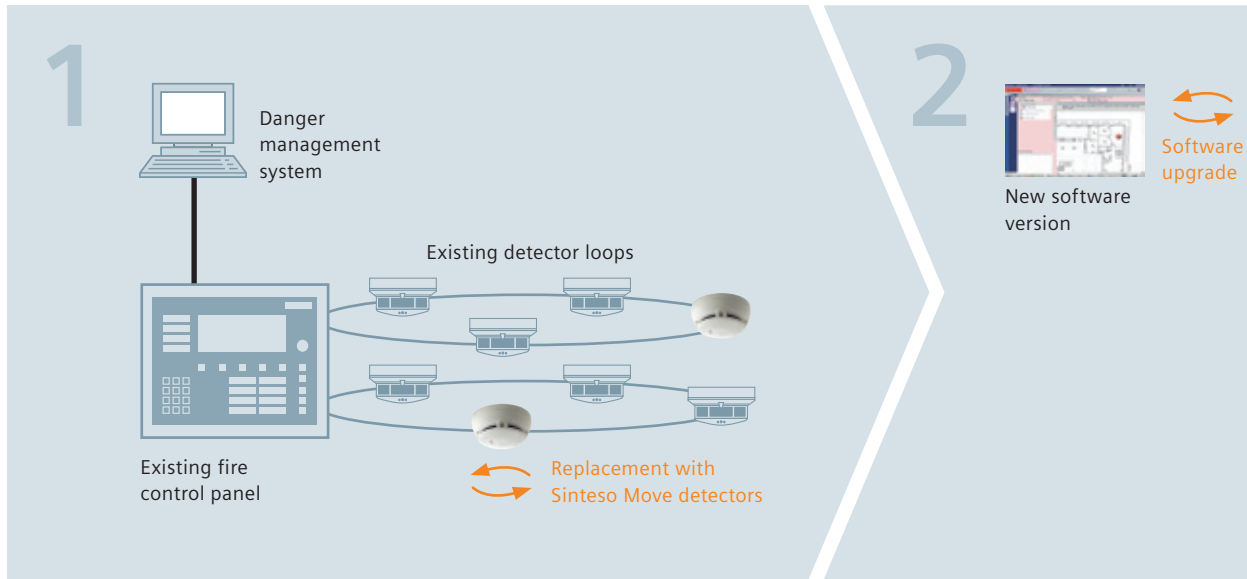 1
Danger
management
system
Existing detector loops
Existing fire
control panel
Replacement with
Sinteso Move detectors
2
Software
upgrade
New software
version